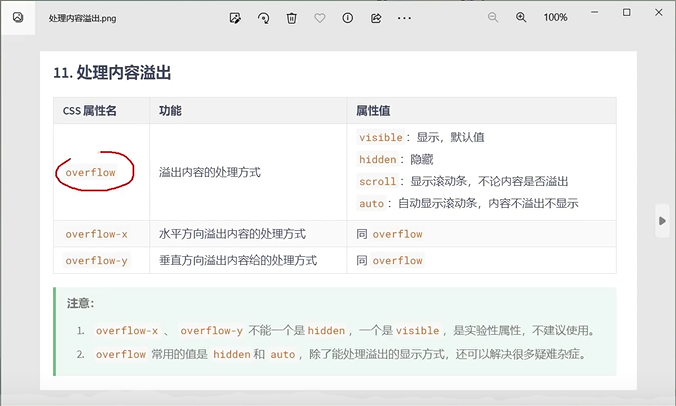 处理内容溢出.png
100%
11. 处理内容溢出
CSS 属性名 功能 属性值
overflow 溢出内容的处理方式
visible：显示，默认值
hidden：隐藏
scroll：显示滚动条，不论内容是否溢出
auto：自动显示滚动条，内容不溢出不显示
overflow-x 水平方向溢出内容的处理方式 同 overflow
overflow-y 垂直方向溢出内容给的处理方式 同 overflow
注意：
1. overflow-x 、 overflow-y 不能一个是 hidden ，一个是 visible ，是实验性属性，不建议使用。
2. overflow 常用的值是 hidden 和 auto ，除了能处理溢出的显示方式，还可以解决很多疑难杂症。